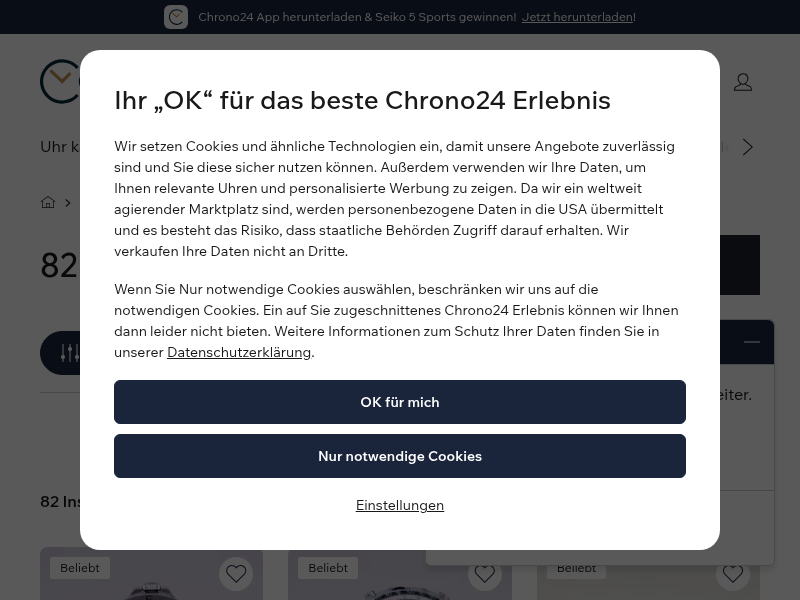 Chrono24 App herunterladen & Seiko 5 Sports gewinnen! Jetzt herunterladen!
Ihr „OK“ für das beste Chrono24 Erlebnis
Uhr
Wir setzen Cookies und ähnliche Technologien ein, damit unsere Angebote zuverlässig
sind und Sie diese sicher nutzen können. Außerdem verwenden wir Ihre Daten, um
Ihnen relevante Uhren und personalisierte Werbung zu zeigen. Da wir ein weltweit
agierender Marktplatz sind, werden personenbezogene Daten in die USA übermittelt
und es besteht das Risiko, dass staatliche Behörden Zugriff darauf erhalten. Wir
verkaufen Ihre Daten nicht an Dritte.
82
Wenn Sie Nur notwendige Cookies auswählen, beschränken wir uns auf die
notwendigen Cookies. Ein auf Sie zugeschnittenes Chrono24 Erlebnis können wir Ihnen
dann leider nicht bieten. Weitere Informationen zum Schutz Ihrer Daten finden Sie in
unserer Datenschutzerklärung.
eiter.
OK für mich
Nur notwendige Cookies
82 Ins
Einstellungen
Beliebt
Beliebt
Beliebt